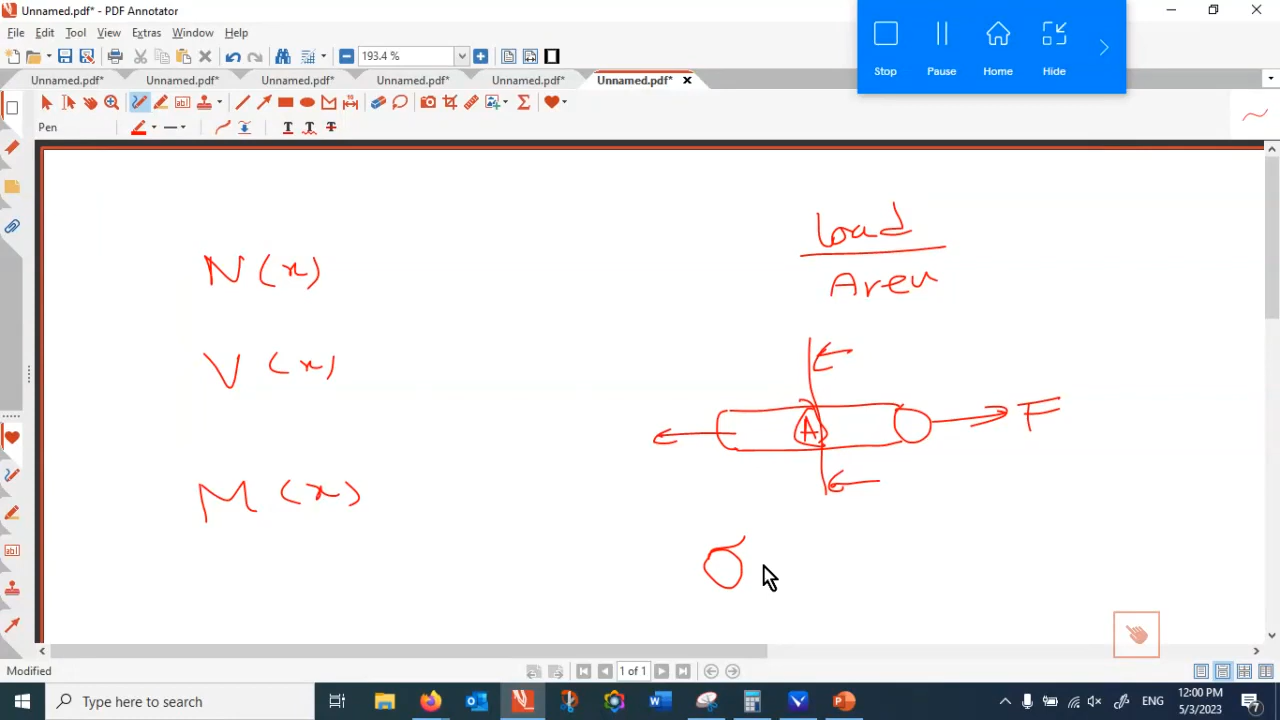 Unnamed.pdf* - PDF Annotator
File Edit Tool View Extras Window Help
193.4 %
Unnamed.pdf* Unnamed.pdf* Unnamed.pdf* Unnamed.pdf* Unnamed.pdf* Unnamed.pdf*
Stop Pause Home Hide
Pen
Load
Area
N(x)
V(x)
A
F
M(x)
σ
Modified
1 of 1
Type here to search
ENG
12:00 PM
5/3/2023
7